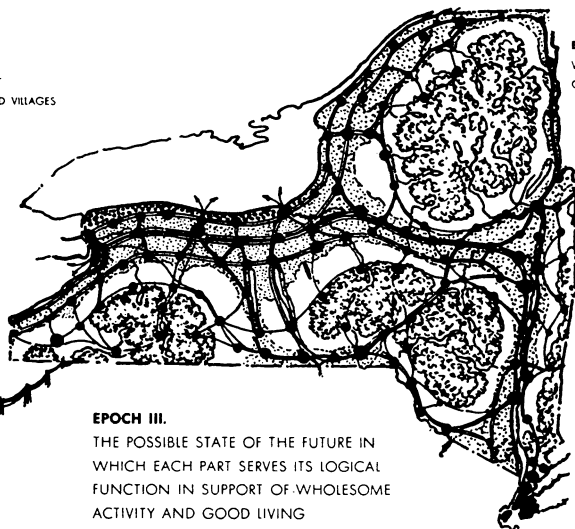 D VILLAGES
EPOCH III.
THE POSSIBLE STATE OF THE FUTURE IN
WHICH EACH PART SERVES ITS LOGICAL
FUNCTION IN SUPPORT OF WHOLESOME
ACTIVITY AND GOOD LIVING